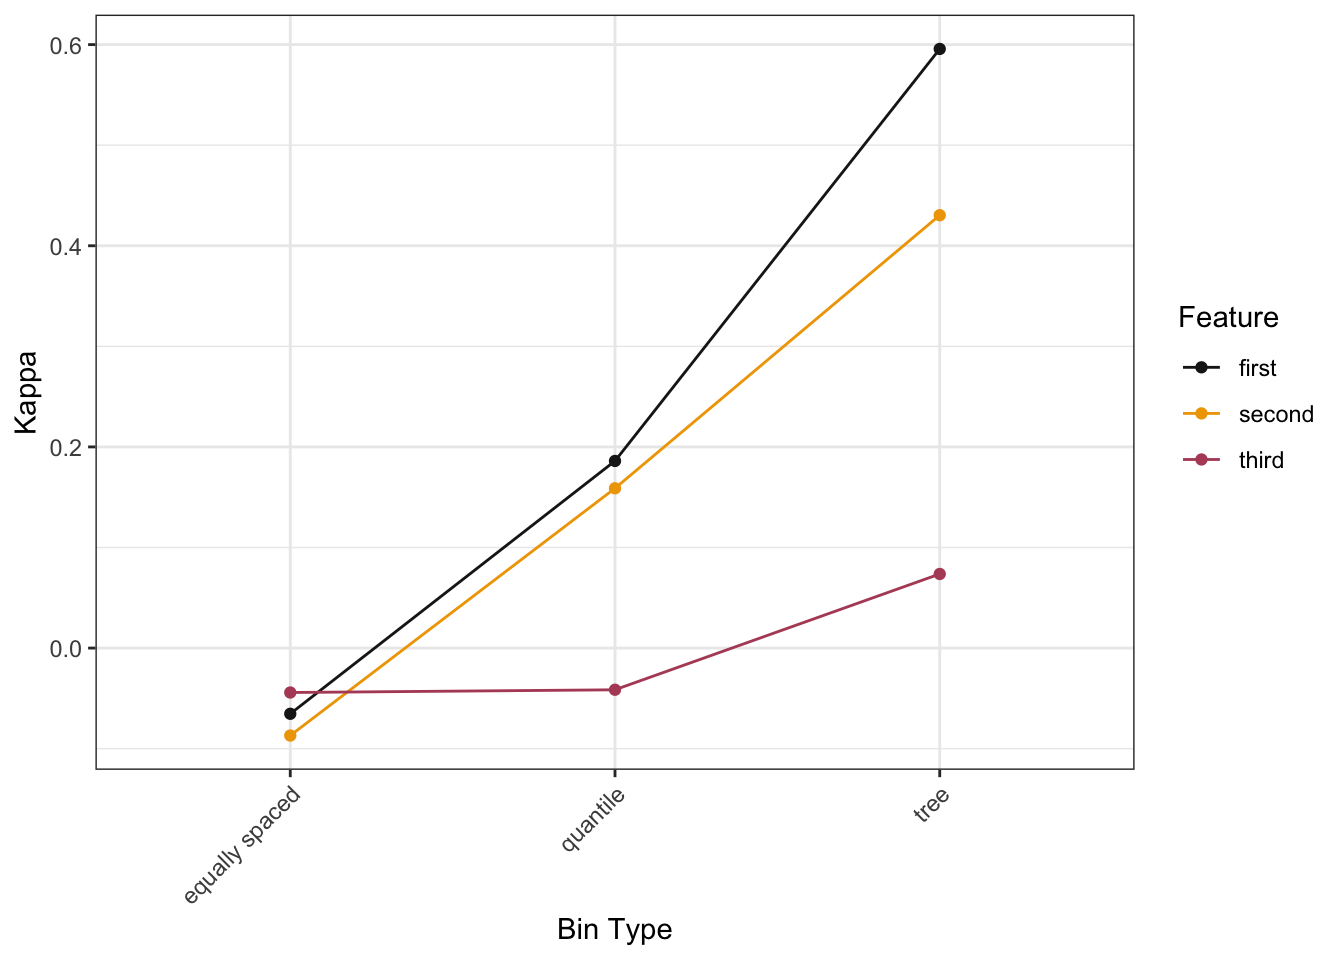 0.6
0.4
0.2
0.0
Kappa
equally spaced
quantile
tree
Bin Type
Feature
first
second
third